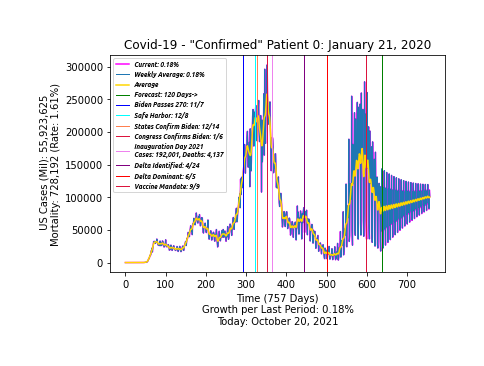 Covid-19 - "Confirmed" Patient 0: January 21, 2020
US Cases (Mil): 55,923,625
Mortality: 728,192 (Rate: 1.61%)
300000
250000
200000
150000
100000
50000
0
Current: 0.18%
Weekly Average: 0.18%
Average
Forecast: 120 Days->
Biden Passes 270: 11/7
Safe Harbor: 12/8
States Confirm Biden: 12/14
Congress Confirms Biden: 1/6
Inauguration Day 2021
Cases: 192,001, Deaths: 4,137
Delta Identified: 4/24
Delta Dominant: 6/5
Vaccine Mandate: 9/9
0 100 200 300 400 500 600 700
Time (757 Days)
Growth per Last Period: 0.18%
Today: October 20, 2021